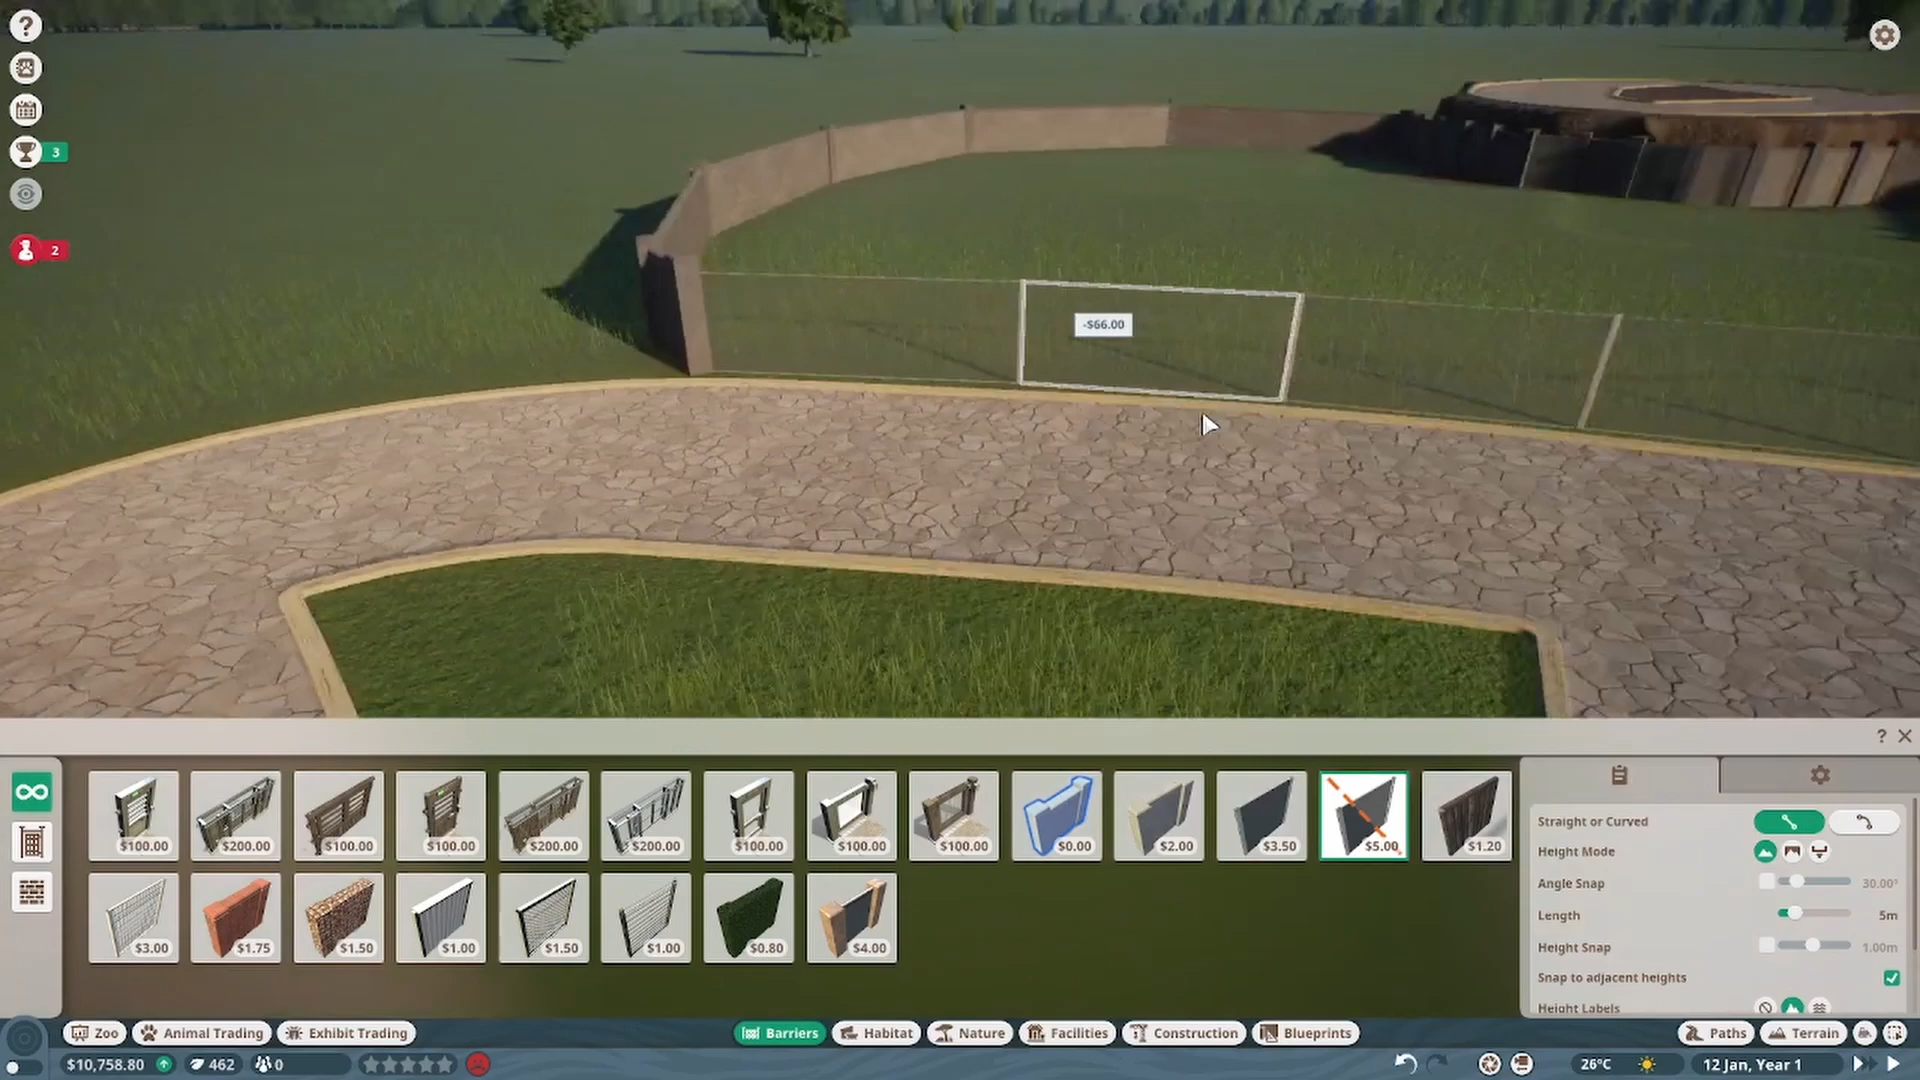 ?
3
2
-$66.00
?
$100.00 $200.00 $100.00 $100.00 $200.00 $200.00 $100.00 $100.00 $100.00 $0.00 $2.00 $3.50 $5.00 $1.20
$3.00 $1.75 $1.50 $1.00 $1.50 $1.00 $0.80 $4.00
Straight or Curved
Height Mode
Angle Snap 30.00°
Length 5m
Height Snap 1.00m
Snap to adjacent heights
Height Labels
Zoo Animal Trading Exhibit Trading Barriers Habitat Nature Facilities Construction Blueprints Paths Terrain
$10,758.80 462 0 26°C 12 Jan, Year 1